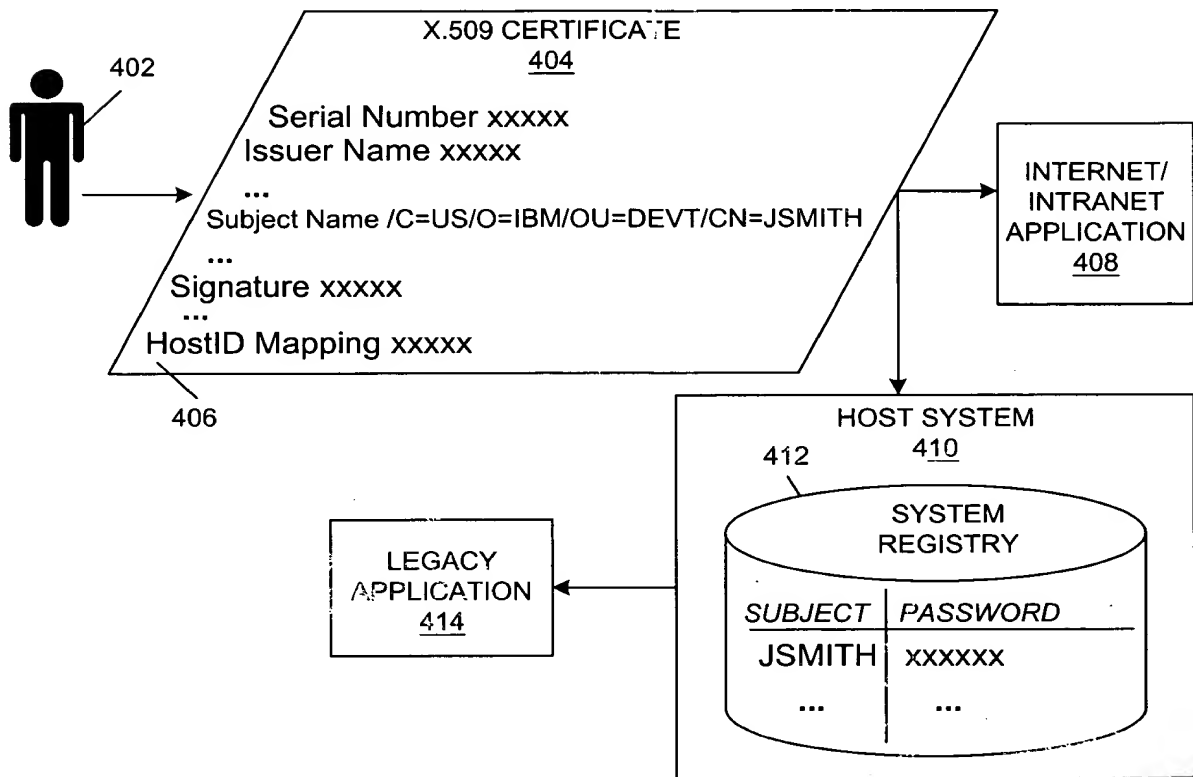 X.509 CERTIFICATE
404
402
Serial Number xxxxx
Issuer Name xxxxx
...
Subject Name /C=US/O=IBM/OU=DEVT/CN=JSMITH
...
Signature xxxxx
...
HostID Mapping xxxxx
406
INTERNET/
INTRANET
APPLICATION
408
HOST SYSTEM
410
412
SYSTEM
REGISTRY
SUBJECT PASSWORD
JSMITH xxxxxx
... ...
LEGACY
APPLICATION
414